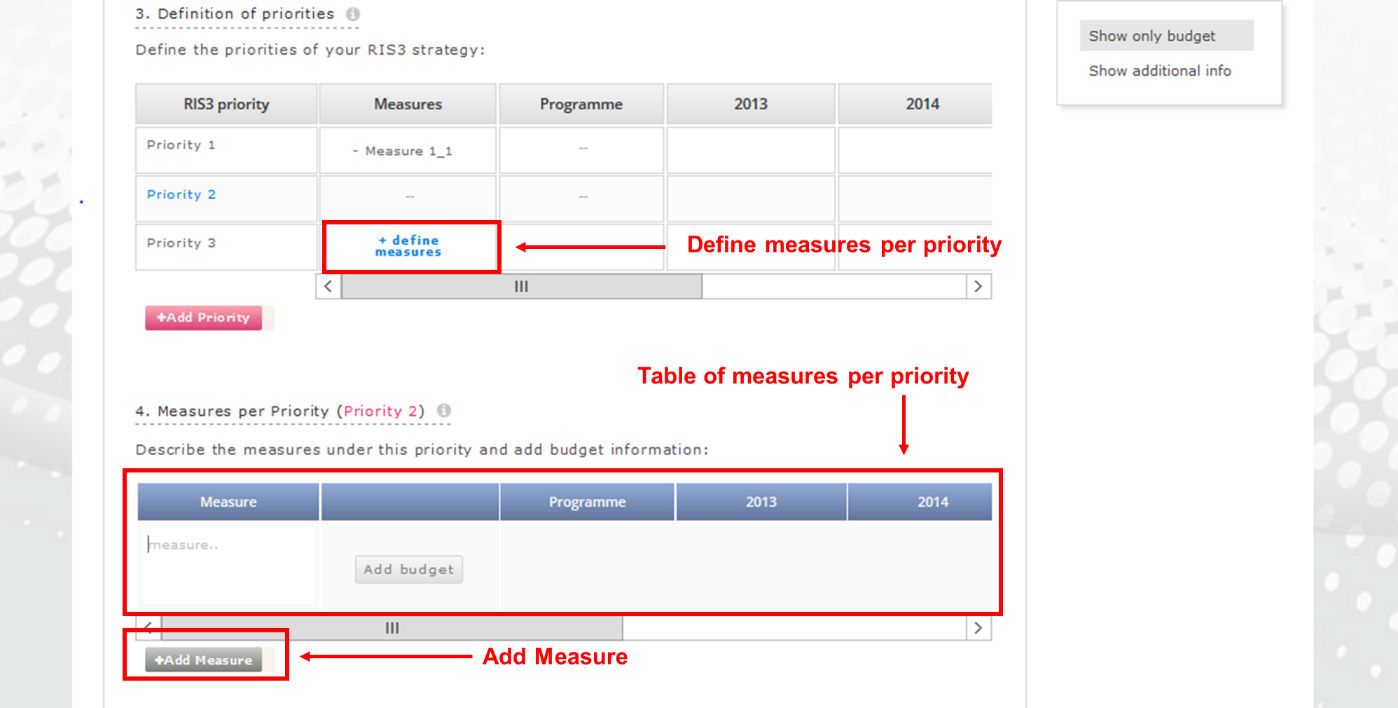 3. Definition of priorities
Define the priorities of your RIS3 strategy:
Show only budget
Show additional info
RIS3 priority Measures Programme 2013 2014
Priority 1 - Measure 1_1 --
Priority 2 -- --
Priority 3 + define measures
Define measures per priority
+Add Priority
Table of measures per priority
4. Measures per Priority (Priority 2)
Describe the measures under this priority and add budget information:
Measure Programme 2013 2014
measure..
Add budget
+Add Measure
Add Measure